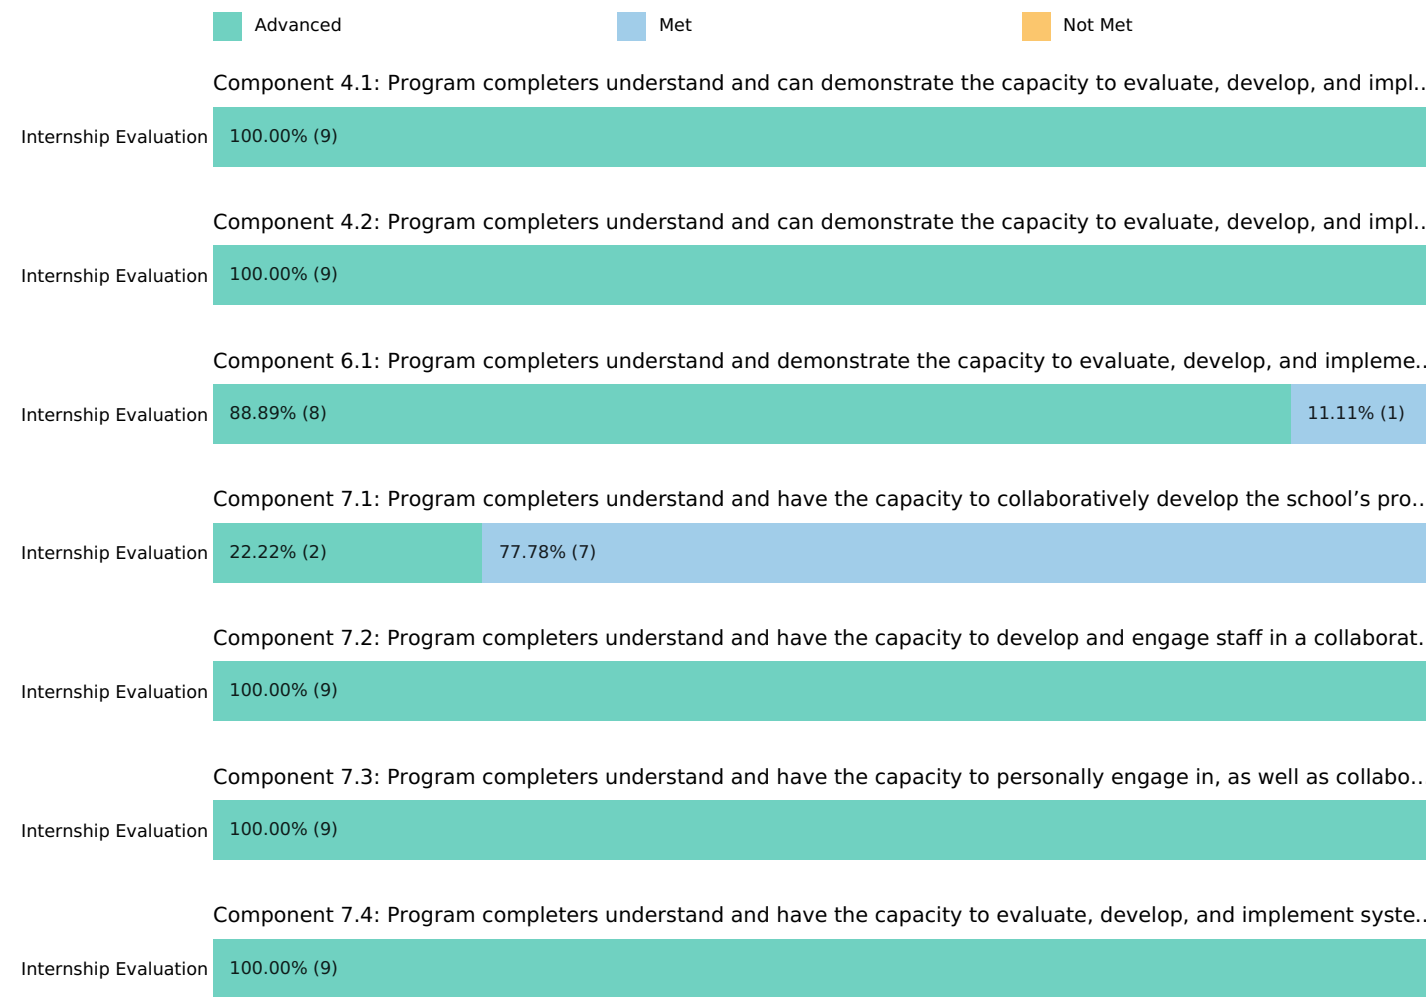 Advanced Met Not Met
Component 4.1: Program completers understand and can demonstrate the capacity to evaluate, develop, and impl..
Internship Evaluation 100.00% (9)
Component 4.2: Program completers understand and can demonstrate the capacity to evaluate, develop, and impl..
Internship Evaluation 100.00% (9)
Component 6.1: Program completers understand and demonstrate the capacity to evaluate, develop, and impleme..
Internship Evaluation 88.89% (8) 11.11% (1)
Component 7.1: Program completers understand and have the capacity to collaboratively develop the school’s pro..
Internship Evaluation 22.22% (2) 77.78% (7)
Component 7.2: Program completers understand and have the capacity to develop and engage staff in a collaborat.
Internship Evaluation 100.00% (9)
Component 7.3: Program completers understand and have the capacity to personally engage in, as well as collabo..
Internship Evaluation 100.00% (9)
Component 7.4: Program completers understand and have the capacity to evaluate, develop, and implement syste..
Internship Evaluation 100.00% (9)